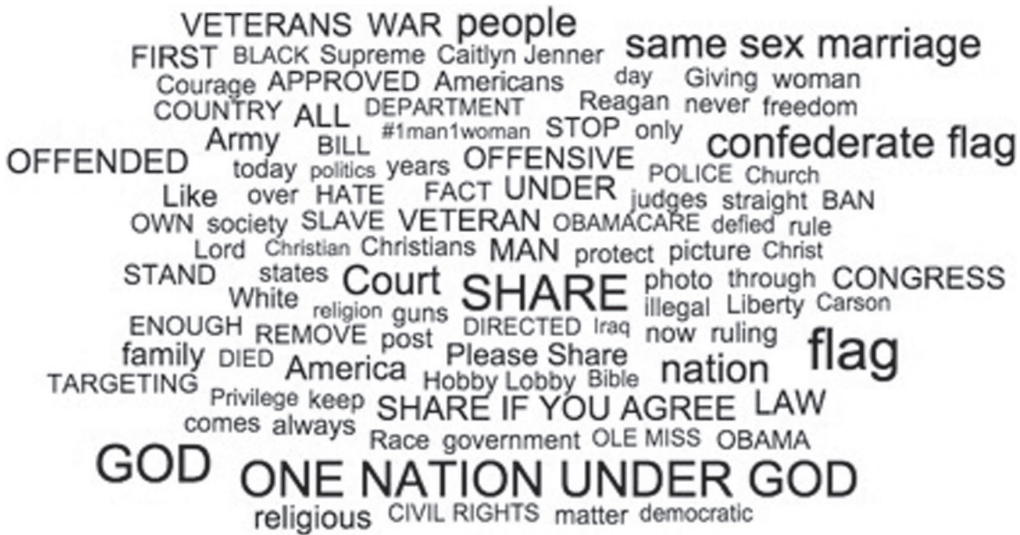 VETERANS WAR people
FIRST BLACK Supreme Caitlyn Jenner same sex marriage
Courage APPROVED Americans day Giving woman
COUNTRY ALL DEPARTMENT Reagan never freedom
Army BILL #1man1woman STOP only confederate flag
OFFENDED today politics years OFFENSIVE POLICE Church
Like over HATE FACT UNDER judges straight BAN
OWN society SLAVE VETERAN OBAMACARE defied rule
Lord Christian Christians MAN protect picture Christ
STAND states Court SHARE photo through CONGRESS
White religion guns illegal Liberty Carson
ENOUGH REMOVE post DIRECTED Iraq now ruling flag
family DIED America Please Share nation
TARGETING Hobby Lobby Bible
Privilege keep SHARE IF YOU AGREE LAW
comes always Race government OLE MISS OBAMA
GOD ONE NATION UNDER GOD
religious CIVIL RIGHTS matter democratic